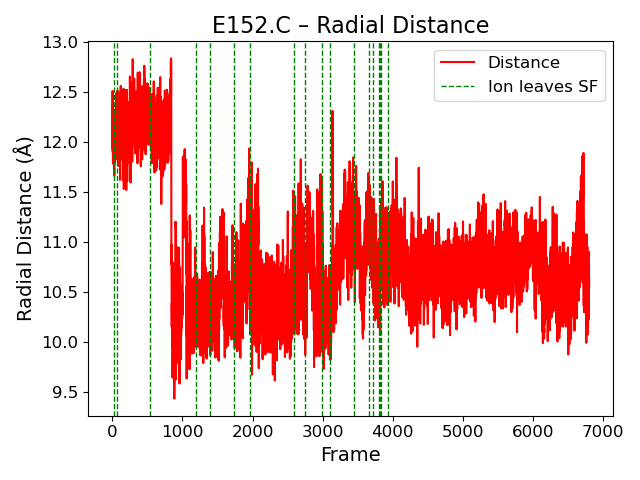 E152.C – Radial Distance
13.0
12.5
12.0
11.5
11.0
10.5
10.0
9.5
Radial Distance (Å)
Distance
Ion leaves SF
0 1000 2000 3000 4000 5000 6000 7000
Frame